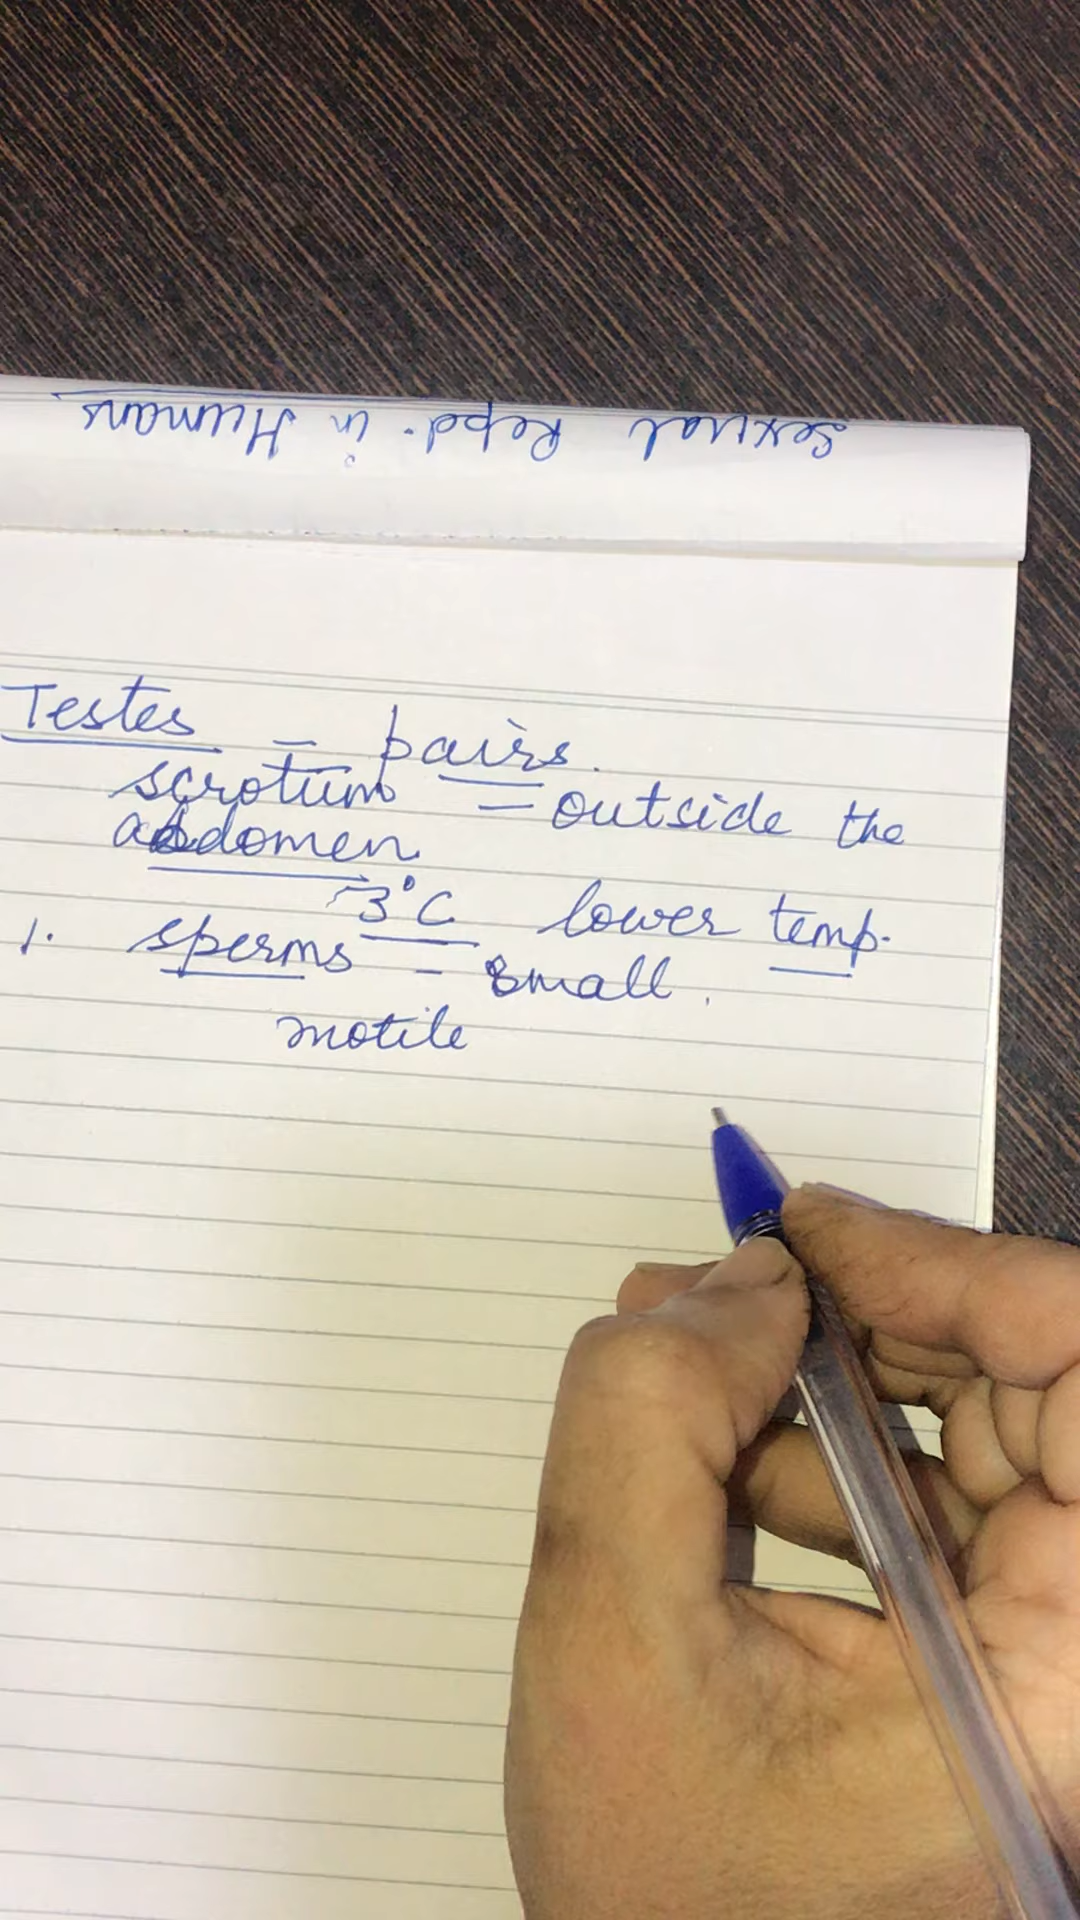 Sexual Repd. in Humans
Testes - pairs.
scrotum = outside the
abdomen
~3°C lower temp.
1. sperms - small.
motile